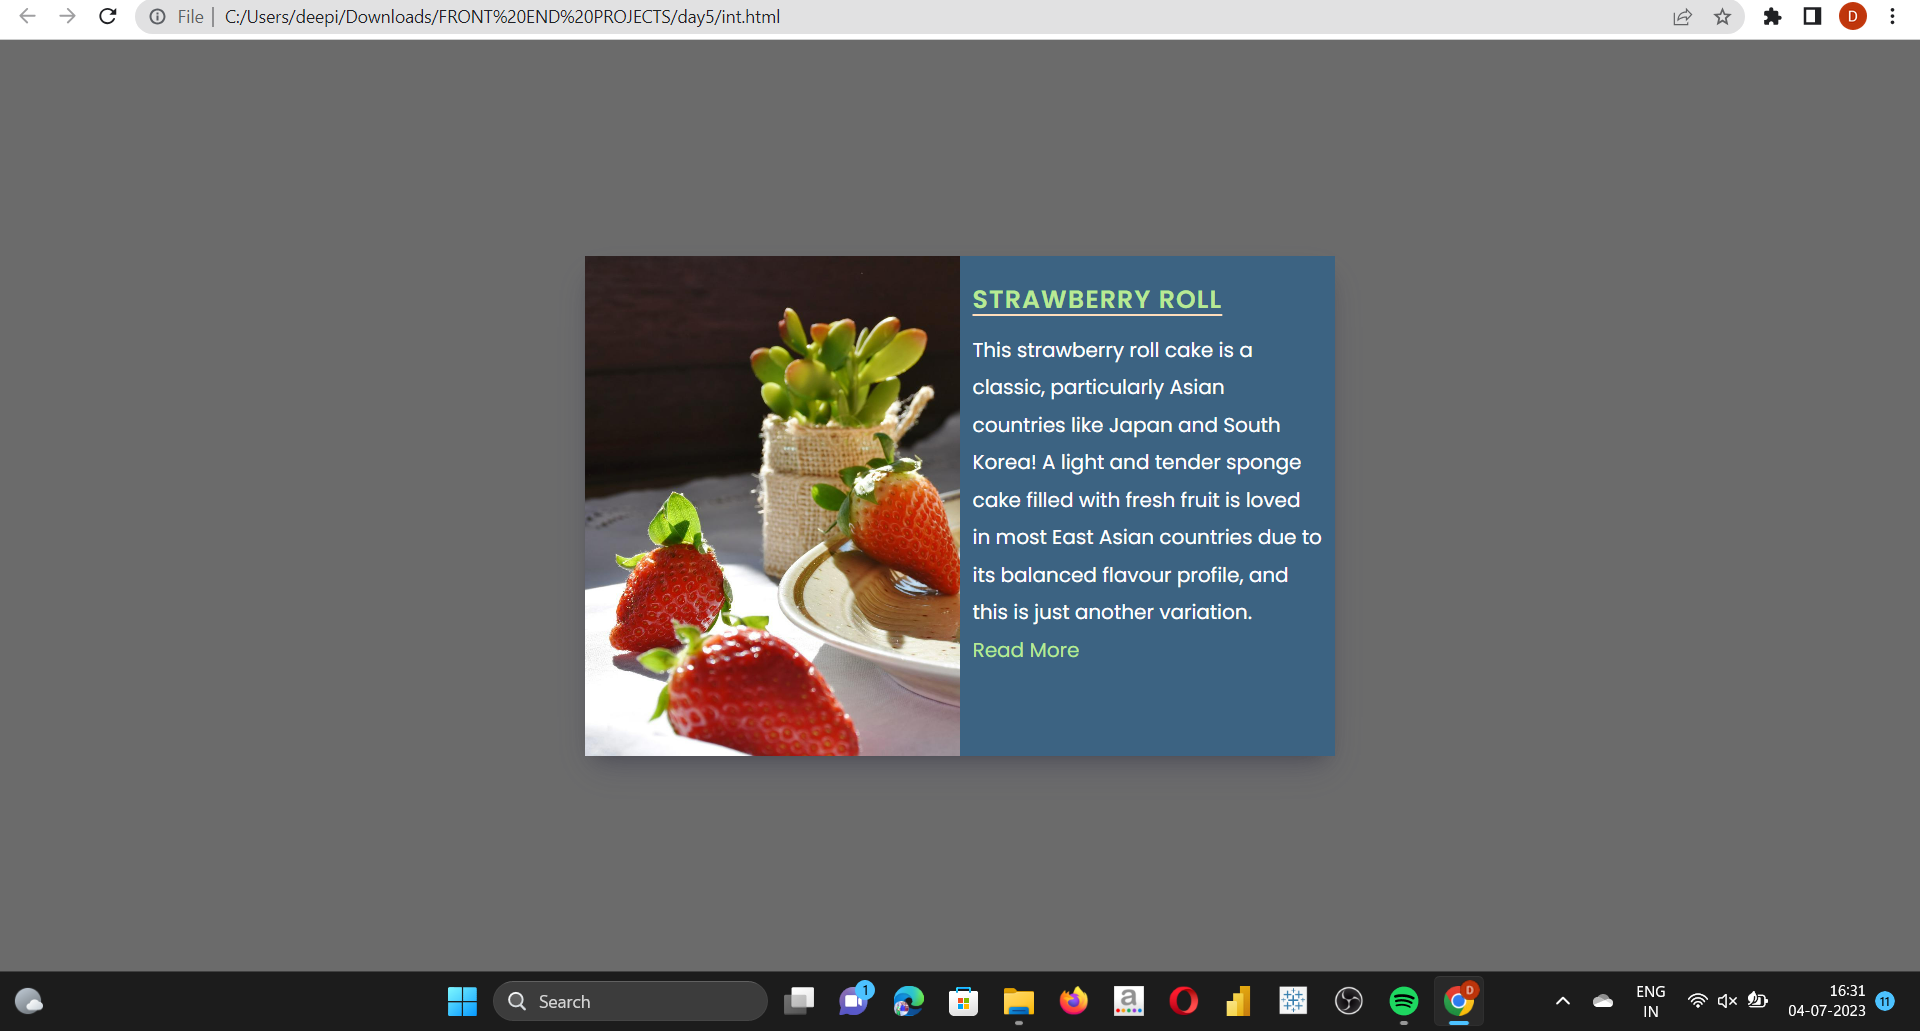 File | C:/Users/deepi/Downloads/FRONT%20END%20PROJECTS/day5/int.html
D
STRAWBERRY ROLL
This strawberry roll cake is a
classic, particularly Asian
countries like Japan and South
Korea! A light and tender sponge
cake filled with fresh fruit is loved
in most East Asian countries due to
its balanced flavour profile, and
this is just another variation.
Read More
Search
1
a
D
ENG
IN
16:31
04-07-2023
11